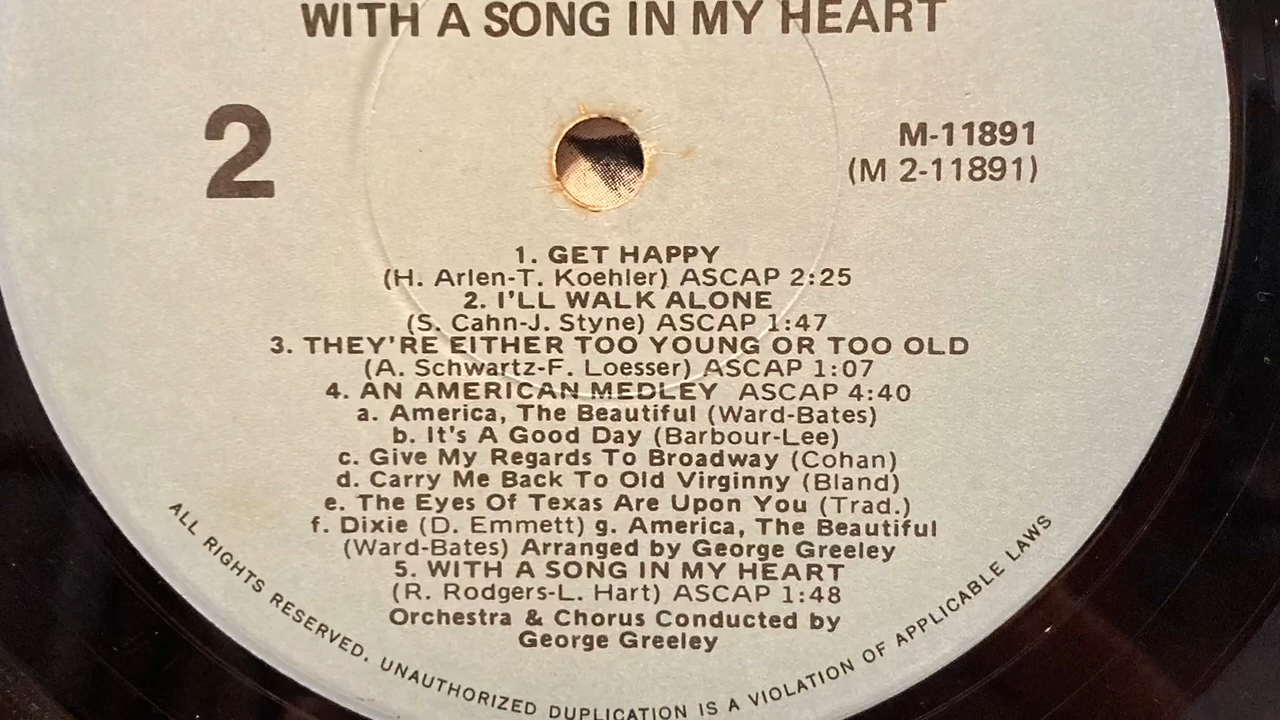 WITH A SONG IN MY HEART
2
M-11891
(M 2-11891)
1. GET HAPPY
(H. Arlen-T. Koehler) ASCAP 2:25
2. I'LL WALK ALONE
(S. Cahn-J. Styne) ASCAP 1:47
3. THEY'RE EITHER TOO YOUNG OR TOO OLD
(A. Schwartz-F. Loesser) ASCAP 1:07
4. AN AMERICAN MEDLEY ASCAP 4:40
a. America, The Beautiful (Ward-Bates)
b. It's A Good Day (Barbour-Lee)
c. Give My Regards To Broadway (Cohan)
d. Carry Me Back To Old Virginny (Bland)
e. The Eyes Of Texas Are Upon You (Trad.)
f. Dixie (D. Emmett) g. America, The Beautiful
(Ward-Bates) Arranged by George Greeley
5. WITH A SONG IN MY HEART
(R. Rodgers-L. Hart) ASCAP 1:48
Orchestra & Chorus Conducted by
George Greeley
ALL RIGHTS RESERVED. UNAUTHORIZED DUPLICATION IS A VIOLATION OF APPLICABLE LAWS